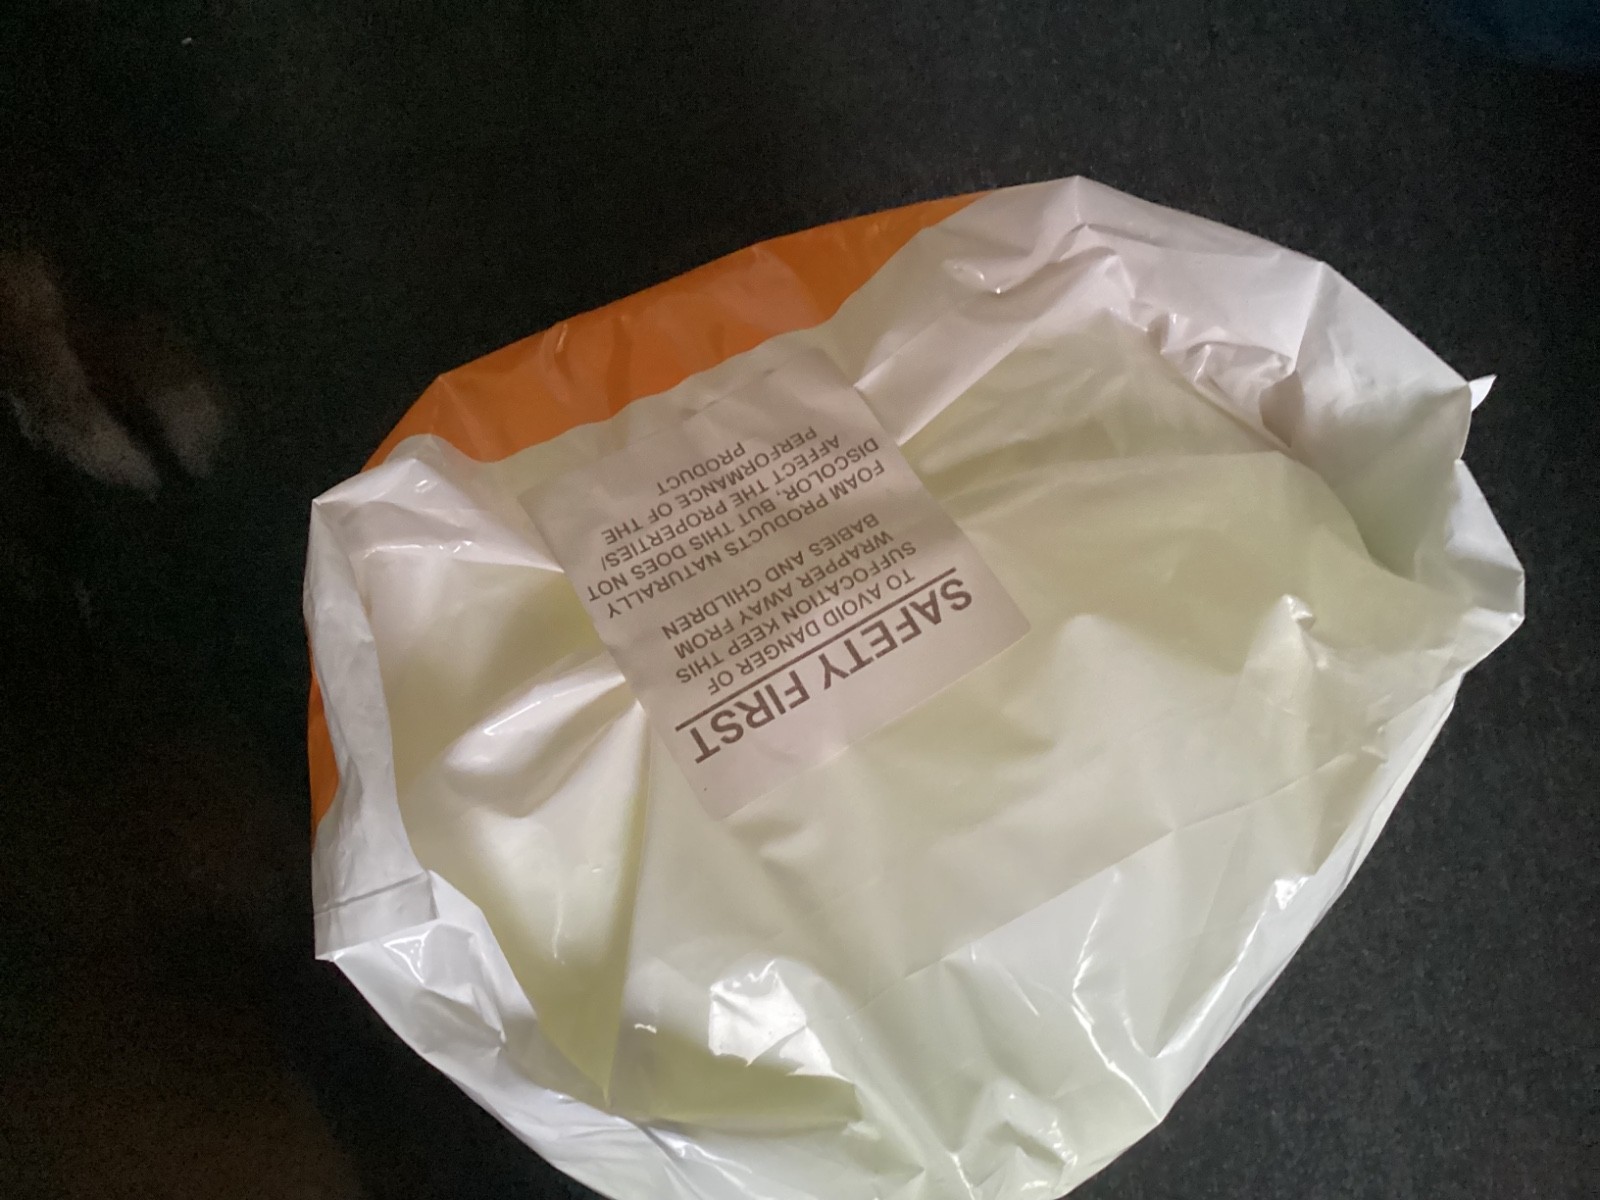 SAFETY FIRST
TO AVOID DANGER OF
SUFFOCATION KEEP THIS
WRAPPER AWAY FROM
BABIES AND CHILDREN
FOAM PRODUCTS NATURALLY
DISCOLOR, BUT THIS DOES NOT
AFFECT THE PROPERTIES/
PERFORMANCE OF THE
PRODUCT